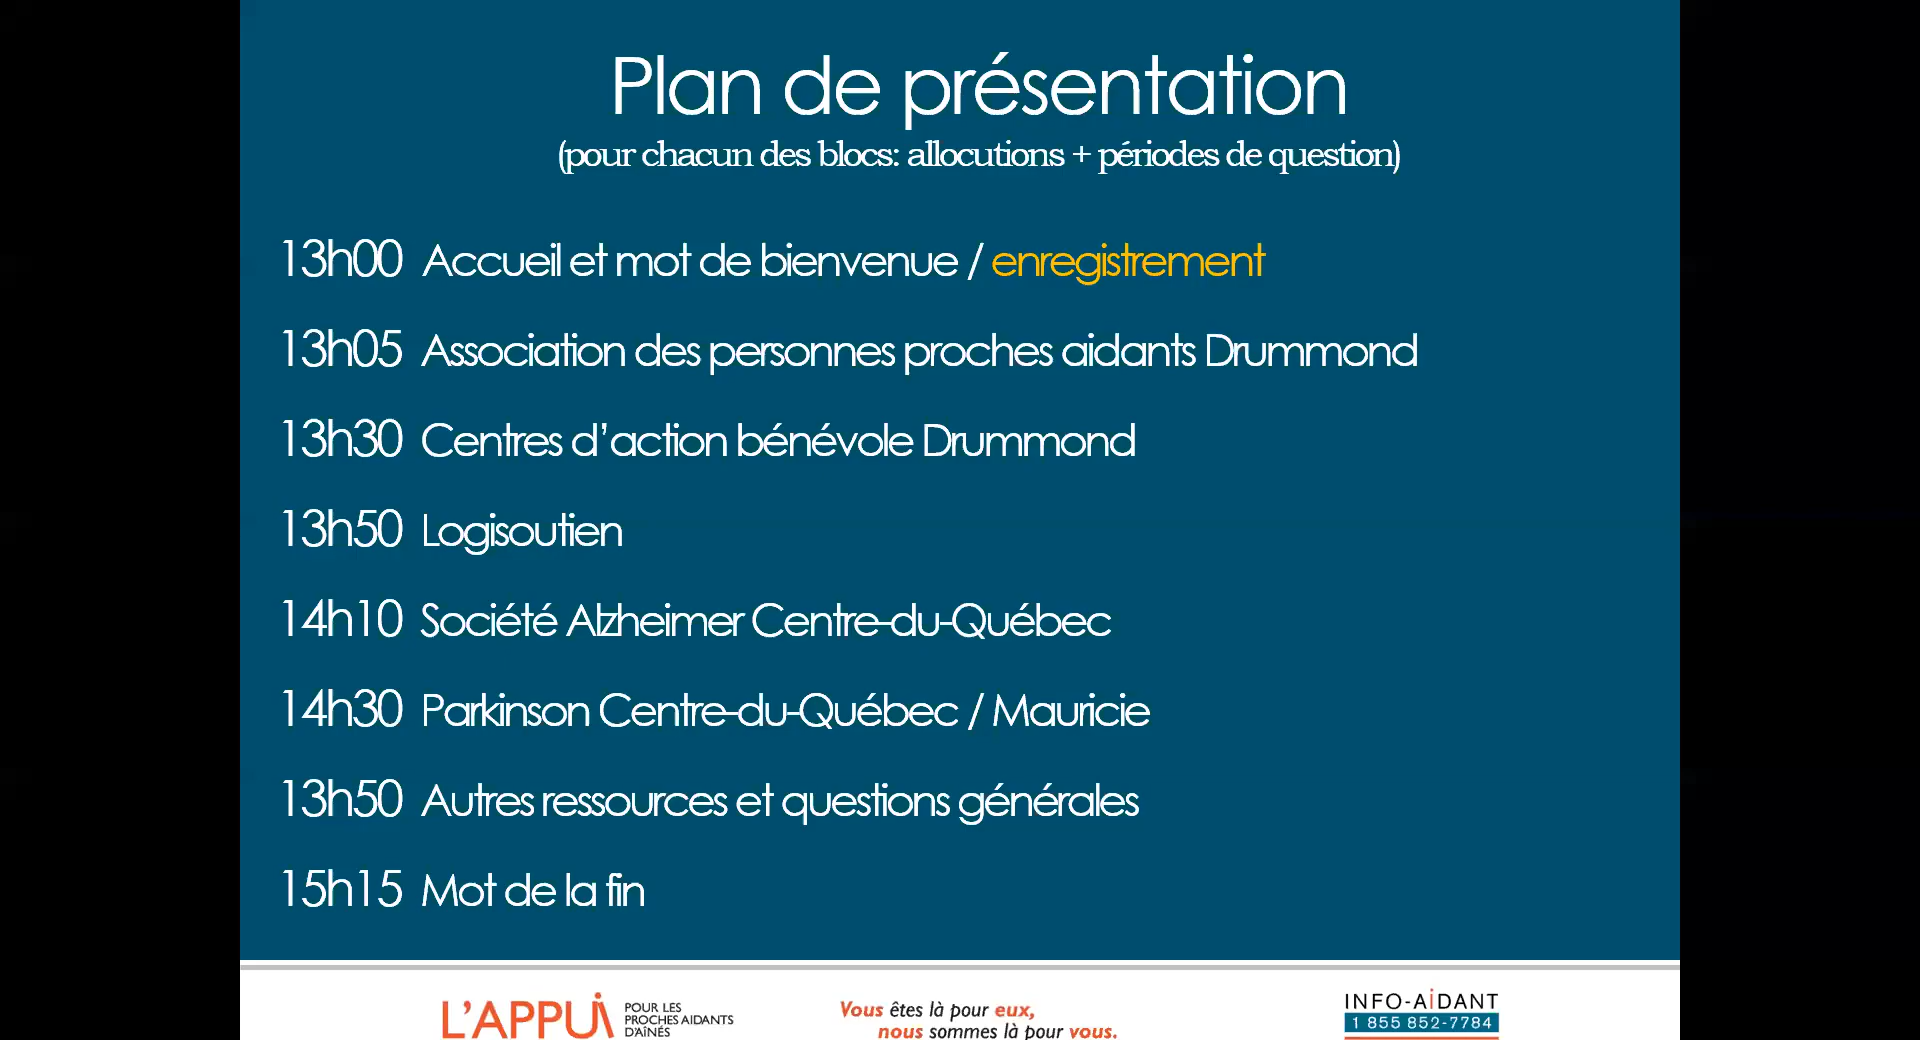 Plan de présentation
(pour chacun des blocs: allocutions + périodes de question)
13h00 Accueil et mot de bienvenue / enregistrement
13h05 Association des personnes proches aidants Drummond
13h30 Centres d’action bénévole Drummond
13h50 Logisoutien
14h10 Société Alzheimer Centre-du-Québec
14h30 Parkinson Centre-du-Québec / Mauricie
13h50 Autres ressources et questions générales
15h15 Mot de la fin
L’APPUI
POUR LES
PROCHES AIDANTS
D’AÎNÉS
Vous êtes là pour eux,
nous sommes là pour vous.
INFO-AiDANT
1 855 852-7784